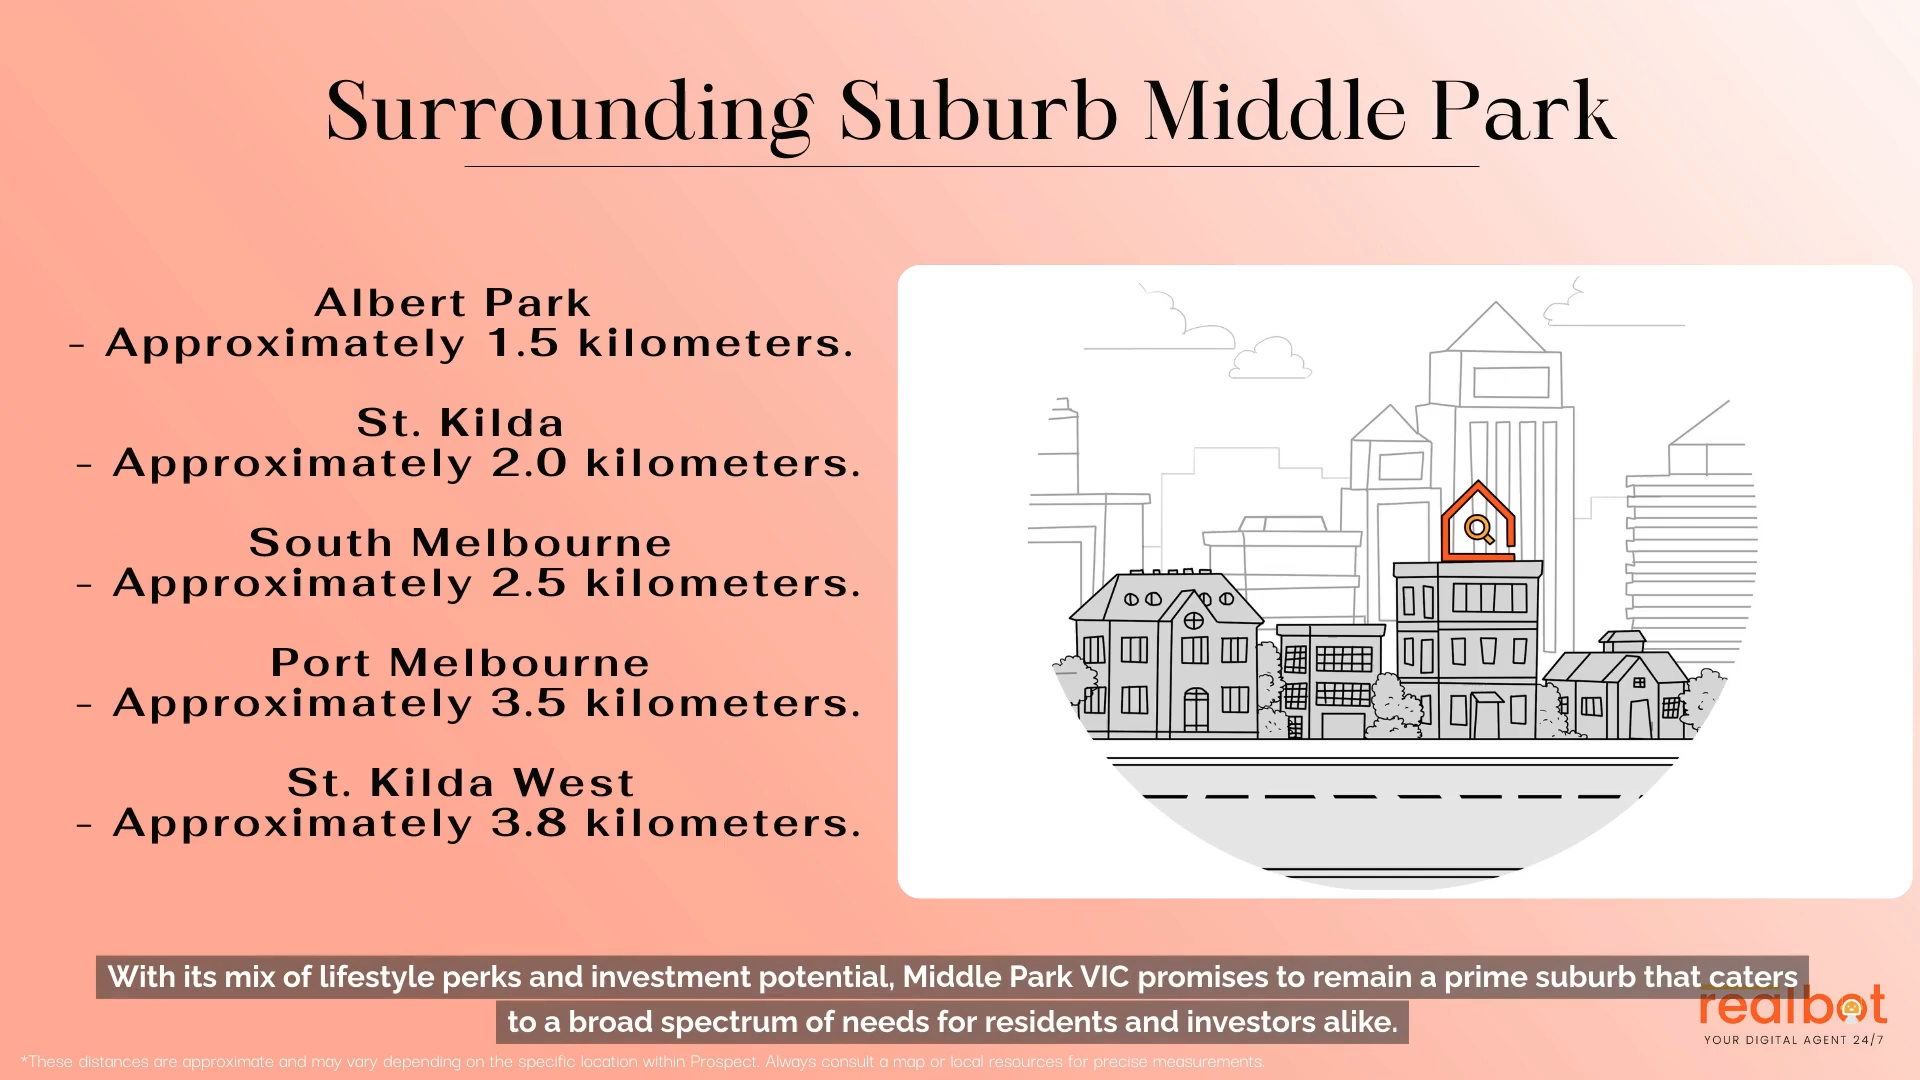 Surrounding Suburb Middle Park
Albert Park
- Approximately 1.5 kilometers.
St. Kilda
- Approximately 2.0 kilometers.
South Melbourne
- Approximately 2.5 kilometers.
Port Melbourne
- Approximately 3.5 kilometers.
St. Kilda West
- Approximately 3.8 kilometers.
With its mix of lifestyle perks and investment potential, Middle Park VIC promises to remain a prime suburb that caters
to a broad spectrum of needs for residents and investors alike.
realbot
YOUR DIGITAL AGENT 24/7
*These distances are approximate and may vary depending on the specific location within Prospect. Always consult a map or local resources for precise measurements.